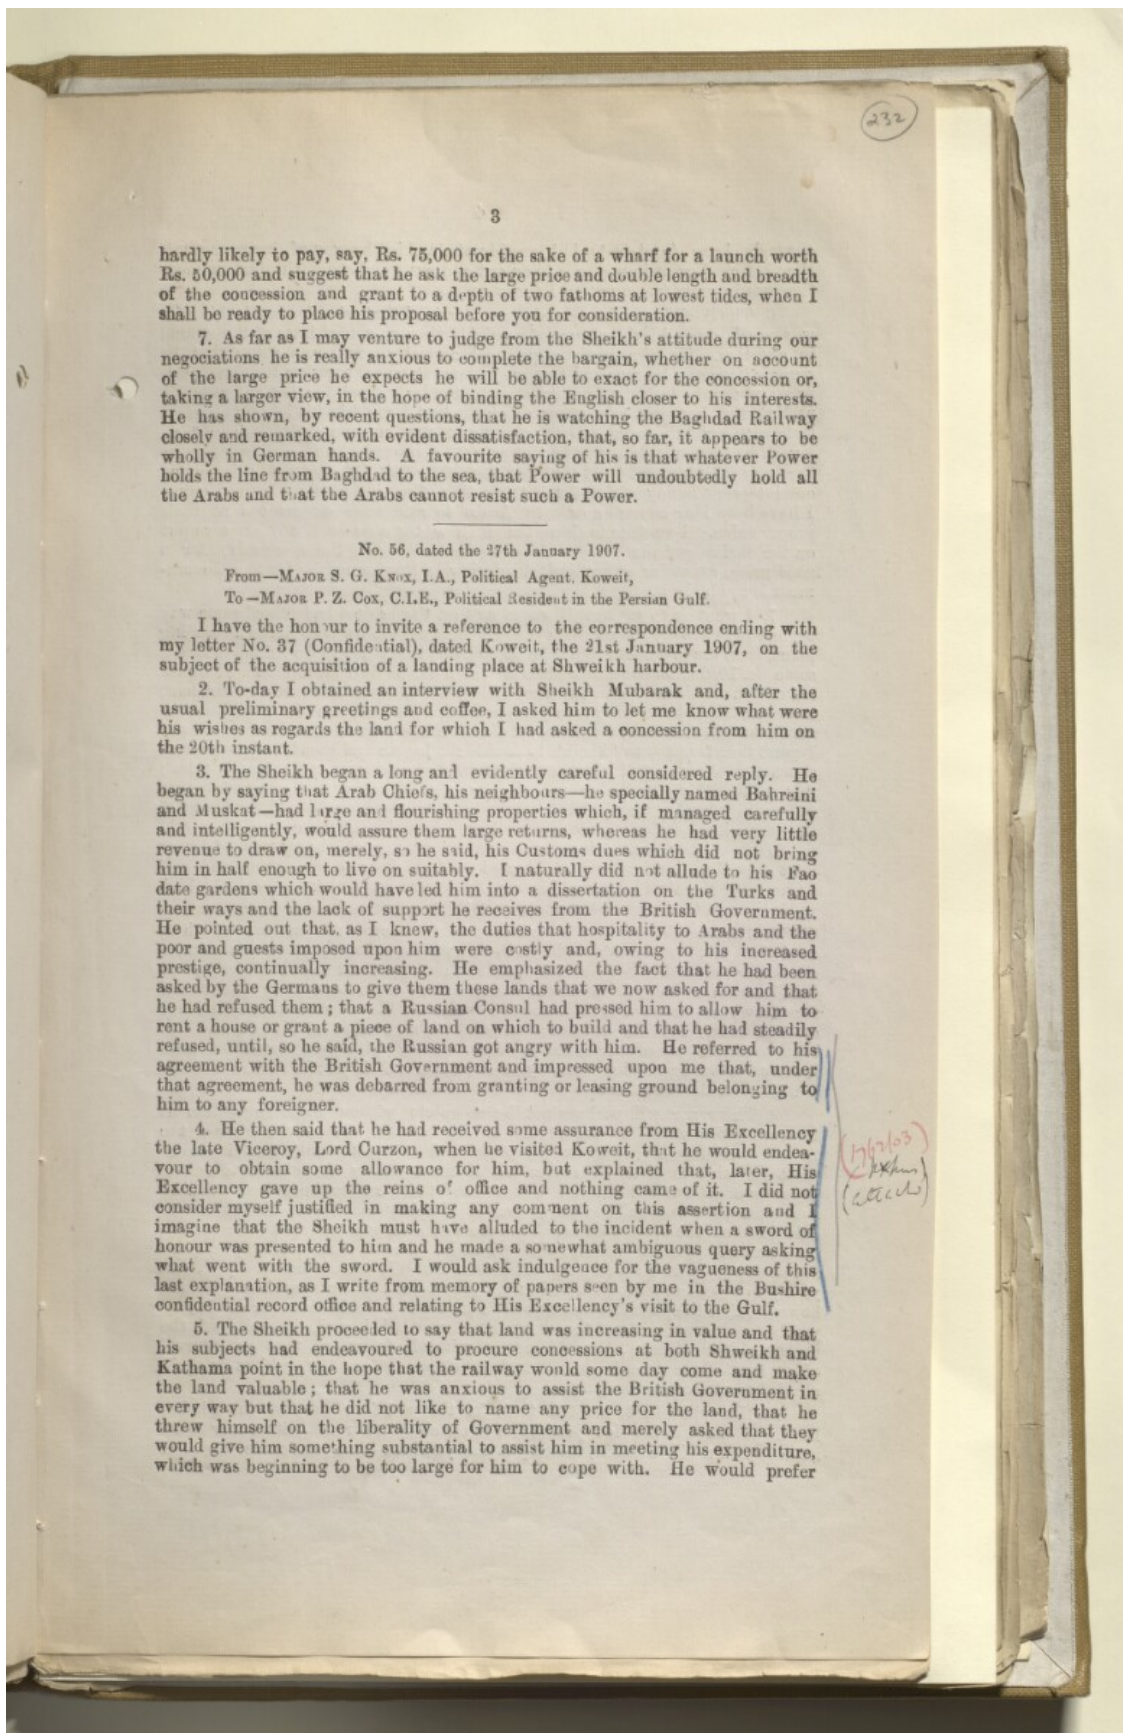 232
3
hardly likely to pay, say, Rs. 75,000 for the sake of a wharf for a launch worth
Rs. 50,000 and suggest that he ask the large price and double length and breadth
of the concession and grant to a depth of two fathoms at lowest tides, when I
shall be ready to place his proposal before you for consideration.
7. As far as I may venture to judge from the Sheikh's attitude during our
negociations he is really anxious to complete the bargain, whether on account
of the large price he expects he will be able to exact for the concession or,
taking a larger view, in the hope of binding the English closer to his interests.
He has shown, by recent questions, that he is watching the Baghdad Railway
closely and remarked, with evident dissatisfaction, that, so far, it appears to be
wholly in German hands. A favourite saying of his is that whatever Power
holds the line from Baghdad to the sea, that Power will undoubtedly hold all
the Arabs and that the Arabs cannot resist such a Power.
No. 56, dated the 27th January 1907.
From—MAJOR S. G. KNOX, I.A., Political Agent, Koweit,
To—MAJOR P. Z. COX, C.I.E., Political Resident in the Persian Gulf.
I have the honour to invite a reference to the correspondence ending with
my letter No. 37 (Confidential), dated Koweit, the 21st January 1907, on the
subject of the acquisition of a landing place at Shweikh harbour.
2. To-day I obtained an interview with Sheikh Mubarak and, after the
usual preliminary greetings and coffee, I asked him to let me know what were
his wishes as regards the land for which I had asked a concession from him on
the 20th instant.
3. The Sheikh began a long and evidently careful considered reply. He
began by saying that Arab Chiefs, his neighbours—he specially named Bahreini
and Muskat—had large and flourishing properties which, if managed carefully
and intelligently, would assure them large returns, whereas he had very little
revenue to draw on, merely, so he said, his Customs dues which did not bring
him in half enough to live on suitably. I naturally did not allude to his Fao
date gardens which would have led him into a dissertation on the Turks and
their ways and the lack of support he receives from the British Government.
He pointed out that, as I knew, the duties that hospitality to Arabs and the
poor and guests imposed upon him were costly and, owing to his increased
prestige, continually increasing. He emphasized the fact that he had been
asked by the Germans to give them these lands that we now asked for and that
he had refused them; that a Russian Consul had pressed him to allow him to
rent a house or grant a piece of land on which to build and that he had steadily
refused, until, so he said, the Russian got angry with him. He referred to his
agreement with the British Government and impressed upon me that, under
that agreement, he was debarred from granting or leasing ground belonging to
him to any foreigner.
4. He then said that he had received some assurance from His Excellency
the late Viceroy, Lord Curzon, when he visited Koweit, that he would endea-
vour to obtain some allowance for him, but explained that, later, His
Excellency gave up the reins of office and nothing came of it. I did not
consider myself justified in making any comment on this assertion and I
imagine that the Sheikh must have alluded to the incident when a sword of
honour was presented to him and he made a somewhat ambiguous query asking
what went with the sword. I would ask indulgence for the vagueness of this
last explanation, as I write from memory of papers seen by me in the Bushire
confidential record office and relating to His Excellency's visit to the Gulf.
5. The Sheikh proceeded to say that land was increasing in value and that
his subjects had endeavoured to procure concessions at both Shweikh and
Kathama point in the hope that the railway would some day come and make
the land valuable; that he was anxious to assist the British Government in
every way but that he did not like to name any price for the land, that he
threw himself on the liberality of Government and merely asked that they
would give him something substantial to assist him in meeting his expenditure,
which was beginning to be too large for him to cope with. He would prefer